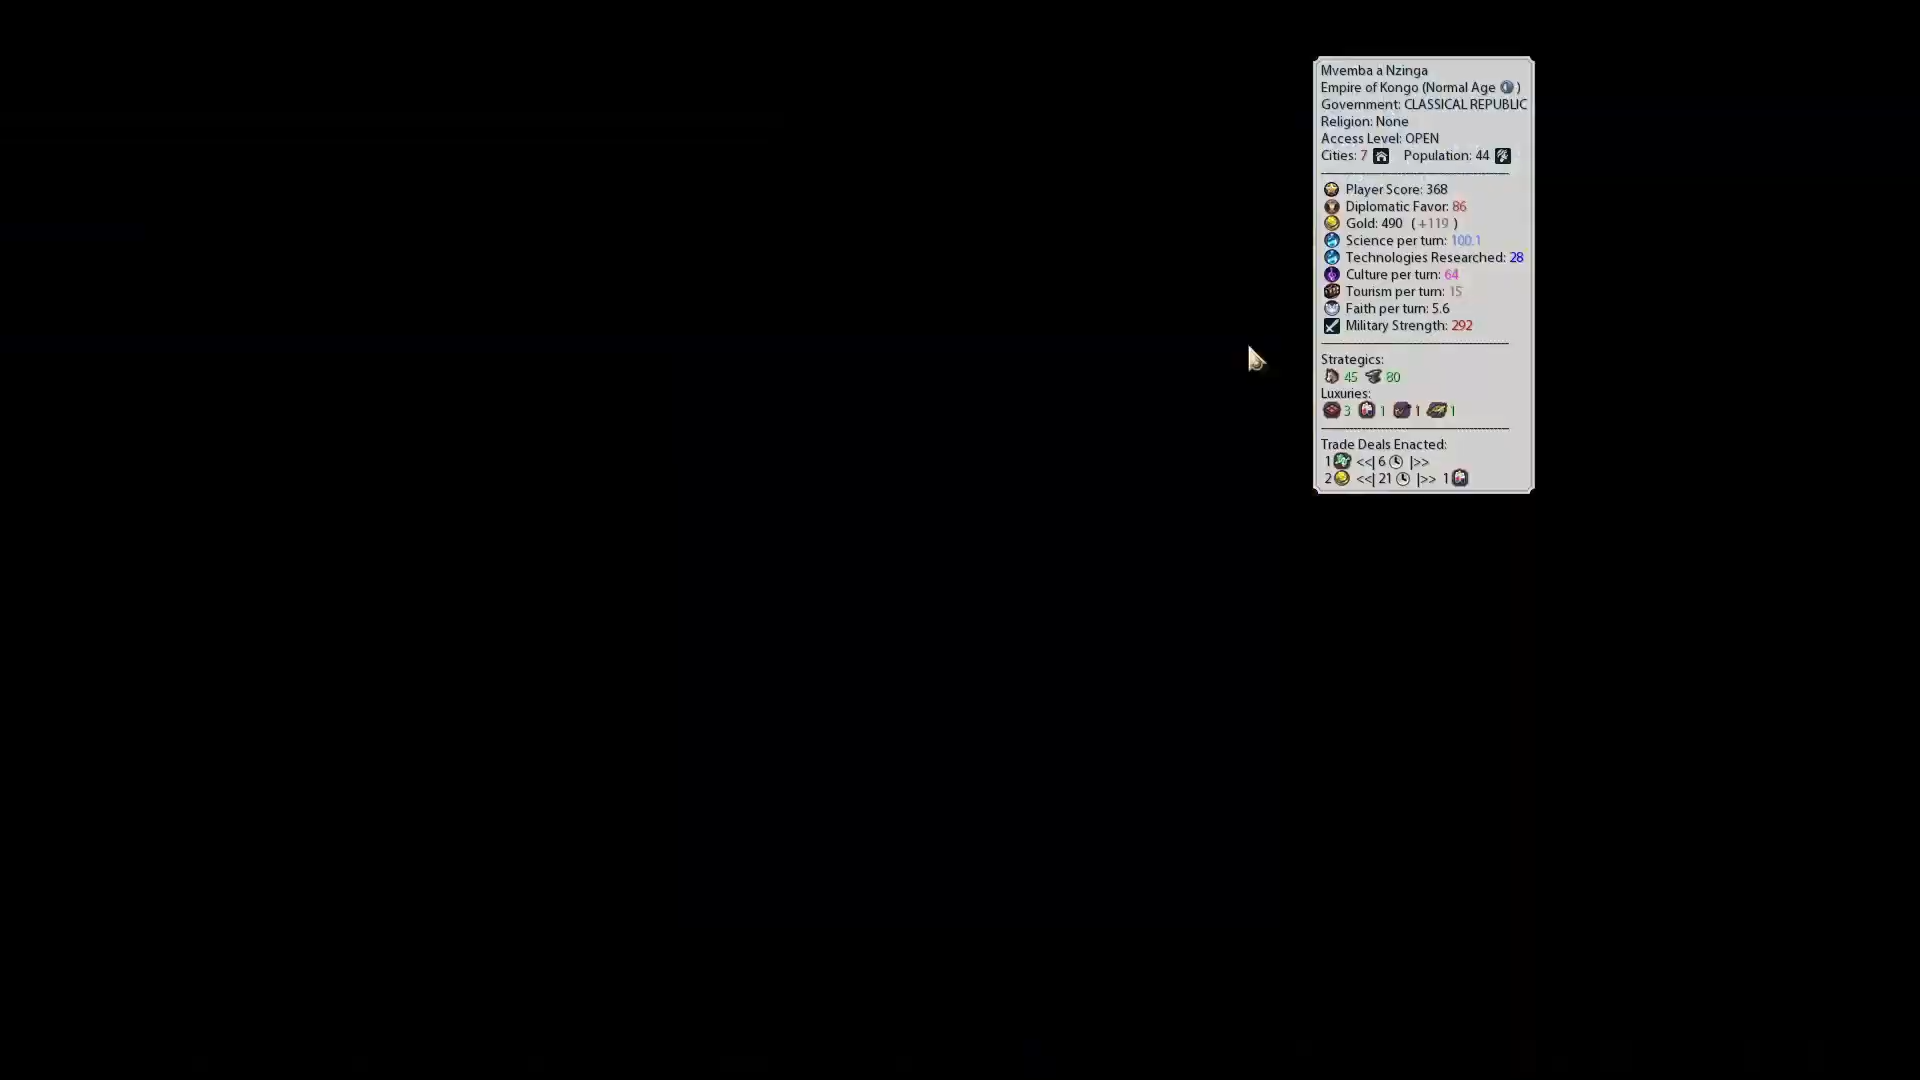 Mvemba a Nzinga
Empire of Kongo (Normal Age )
Government: CLASSICAL REPUBLIC
Religion: None
Access Level: OPEN
Cities: 7 Population: 44
Player Score: 368
Diplomatic Favor: 86
Gold: 490 ( +119 )
Science per turn: 100.1
Technologies Researched: 28
Culture per turn: 64
Tourism per turn: 15
Faith per turn: 5.6
Military Strength: 292
Strategics:
45 80
Luxuries:
3 1 1 1
Trade Deals Enacted:
1 <<| 6 |>>
2 <<| 21 |>> 1